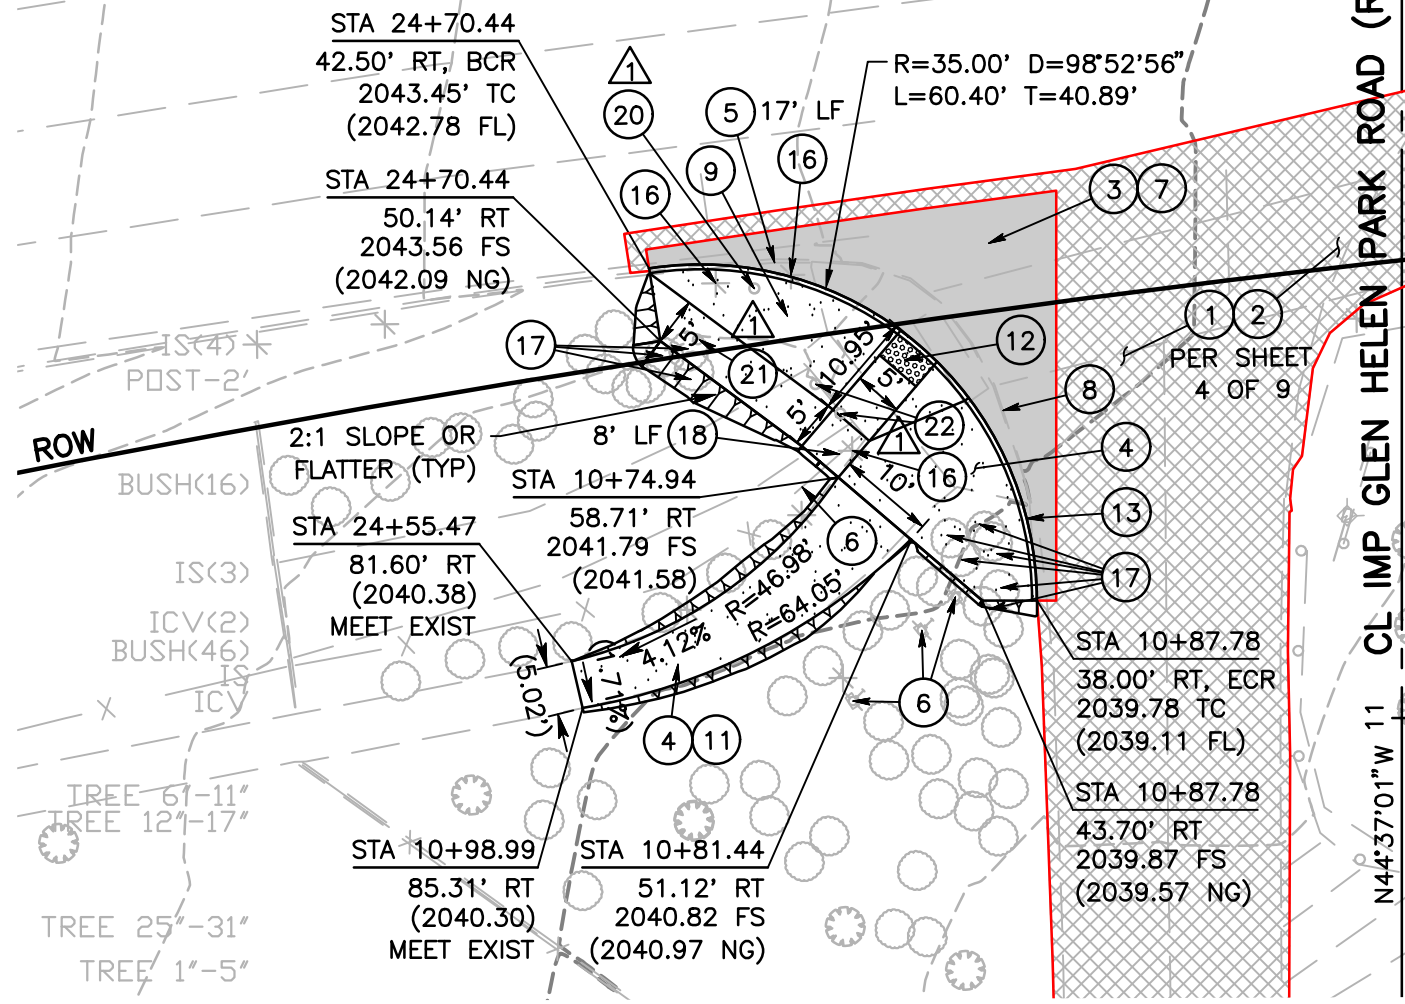 STA 24+70.44
42.50' RT, BCR
2043.45' TC
(2042.78 FL)
STA 24+70.44
50.14' RT
2043.56 FS
(2042.09 NG)
1
20
5 17' LF
9
16
16
R=35.00' D=98°52'56"
L=60.40' T=40.89'
3 7
1 2
PER SHEET
4 OF 9
12
8
4
13
17
16
22
1
1
21
17
5'
5'
5'
10.95'
10'
IS(4)
POST-2'
ROW
2:1 SLOPE OR
FLATTER (TYP)
8' LF 18
BUSH(16)
STA 10+74.94
58.71' RT
2041.79 FS
(2041.58)
STA 24+55.47
81.60' RT
(2040.38)
MEET EXIST
IS(3)
ICV(2)
BUSH(46)
IS
ICV
6
R=46.98'
R=64.05'
4.12%
.71%
(5.02')
4 11
6
STA 10+87.78
38.00' RT, ECR
2039.78 TC
(2039.11 FL)
STA 10+87.78
43.70' RT
2039.87 FS
(2039.57 NG)
TREE 6"-11"
TREE 12"-17"
STA 10+98.99
85.31' RT
(2040.30)
MEET EXIST
STA 10+81.44
51.12' RT
2040.82 FS
(2040.97 NG)
TREE 25"-31"
TREE 1"-5"
CL IMP GLEN HELEN PARK ROAD (R
N44°37'01"W 11